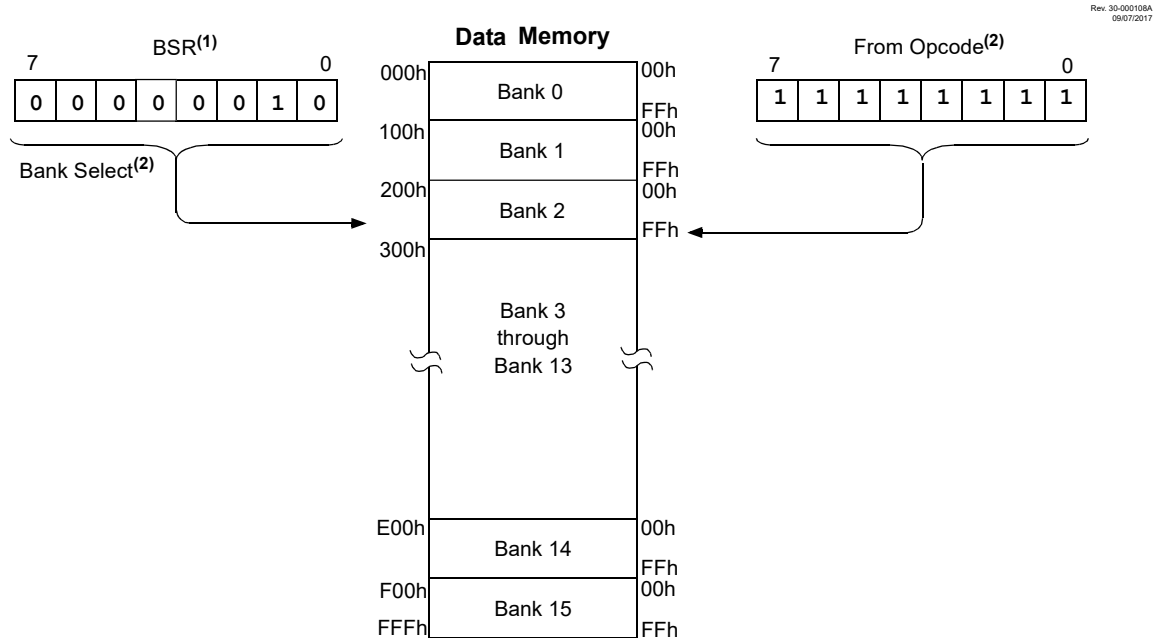 Rev. 30-000108A
09/07/2017
BSR(1)
7 0
0 0 0 0 0 0 1 0
Bank Select(2)
Data Memory
000h Bank 0 00h
FFh
100h Bank 1 00h
FFh
200h Bank 2 00h
FFh
300h
Bank 3
through
Bank 13
E00h Bank 14 00h
FFh
F00h Bank 15 00h
FFFh FFh
From Opcode(2)
7 0
1 1 1 1 1 1 1 1